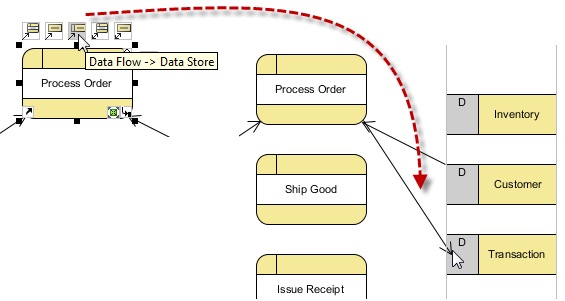 Data Flow -> Data Store
Process Order
Process Order
Ship Good
Issue Receipt
D
Inventory
D
Customer
D
Transaction